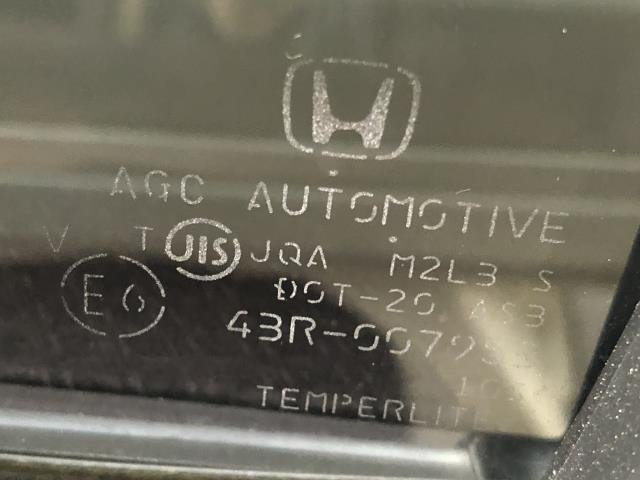 AGC AUTOMOTIVE
V T JIS JQA M2L3 S
E6 DOT-20 AS3
TEMPERLITE